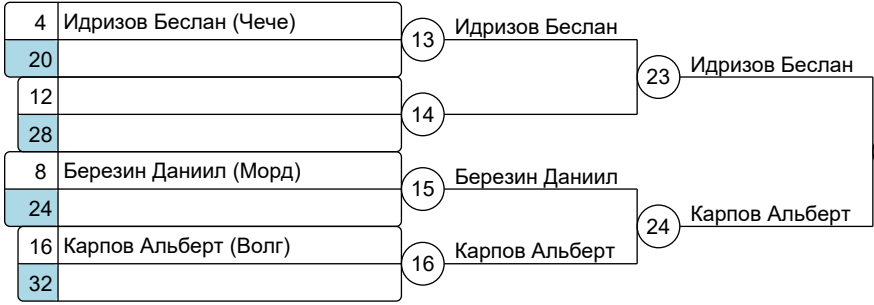 4 Идризов Беслан (Чече)
20
13 Идризов Беслан
12
28
14
23 Идризов Беслан
8 Березин Даниил (Морд)
24
15 Березин Даниил
16 Карпов Альберт (Волг)
32
16 Карпов Альберт
24 Карпов Альберт